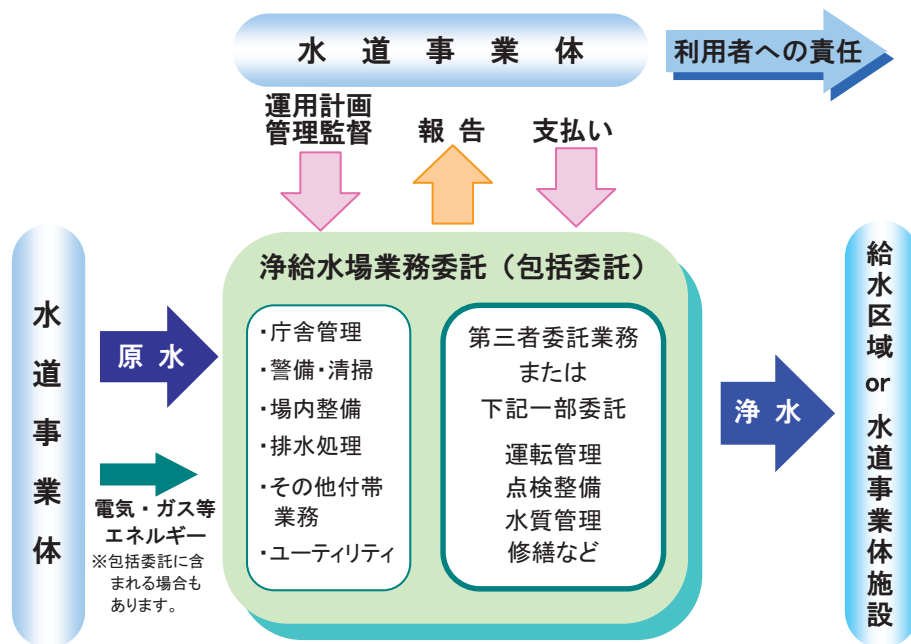 水道事業体
利用者への責任
運用計画
管理監督
報告
支払い
浄給水場業務委託（包括委託）
・庁舎管理
・警備・清掃
・場内整備
・排水処理
・その他付帯
業務
・ユーティリティ
第三者委託業務
または
下記一部委託
運転管理
点検整備
水質管理
修繕など
水道事業体
原水
電気・ガス等
エネルギー
※包括委託に含
まれる場合も
あります。
浄水
給水区域 or 水道事業体施設